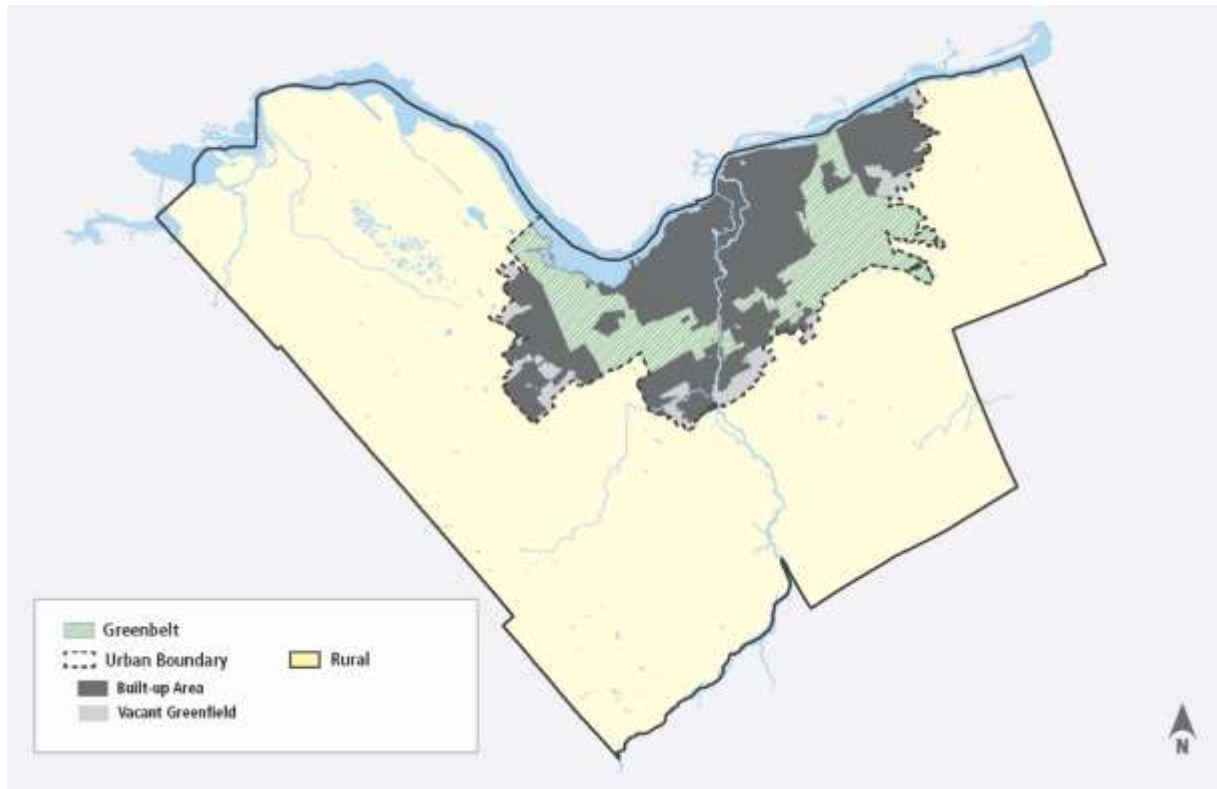 Greenbelt
Urban Boundary
Rural
Built-up Area
Vacant Greenfield
N